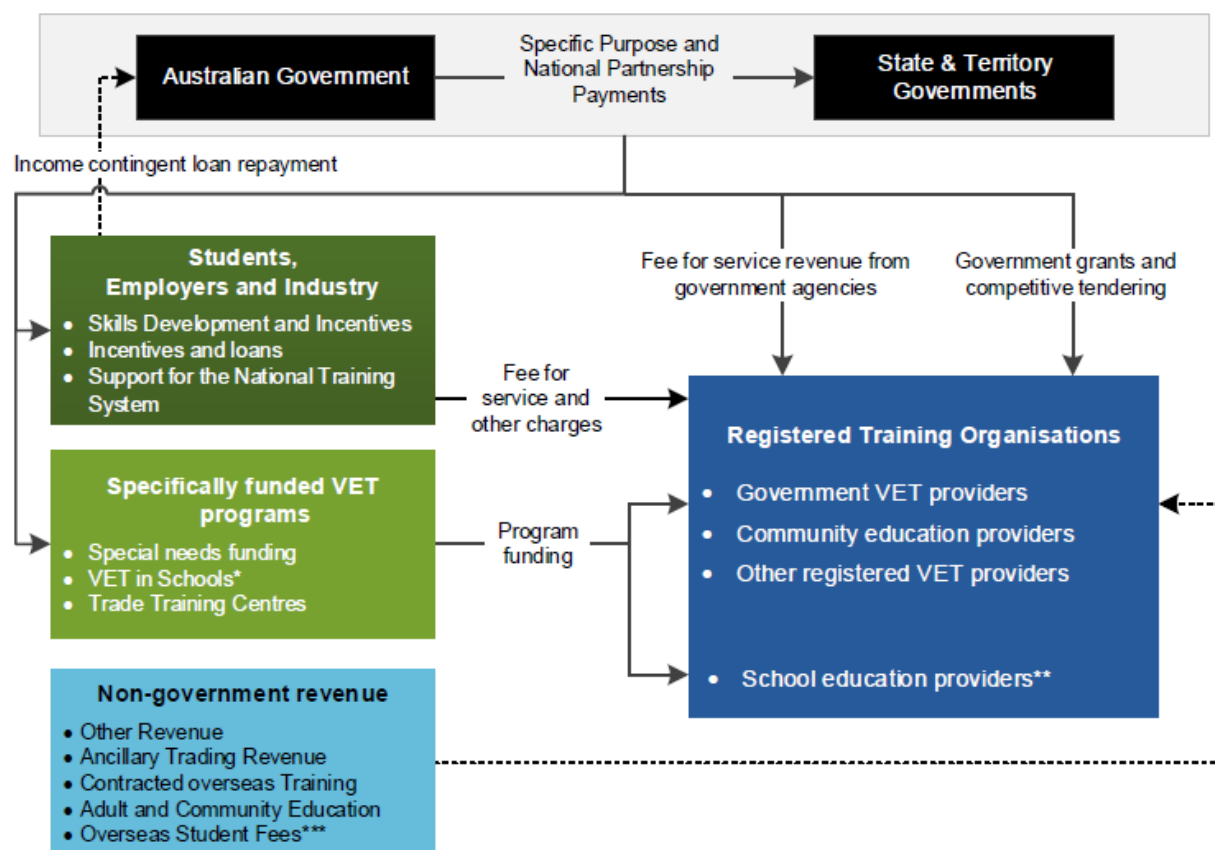 Australian Government
Specific Purpose and
National Partnership
Payments
State & Territory
Governments
Income contingent loan repayment
Students,
Employers and Industry
• Skills Development and Incentives
• Incentives and loans
• Support for the National Training
System
Fee for service revenue from
government agencies
Government grants and
competitive tendering
Fee for
service and
other charges
Specifically funded VET
programs
• Special needs funding
• VET in Schools*
• Trade Training Centres
Program
funding
Registered Training Organisations
• Government VET providers
• Community education providers
• Other registered VET providers
• School education providers**
Non-government revenue
• Other Revenue
• Ancillary Trading Revenue
• Contracted overseas Training
• Adult and Community Education
• Overseas Student Fees***